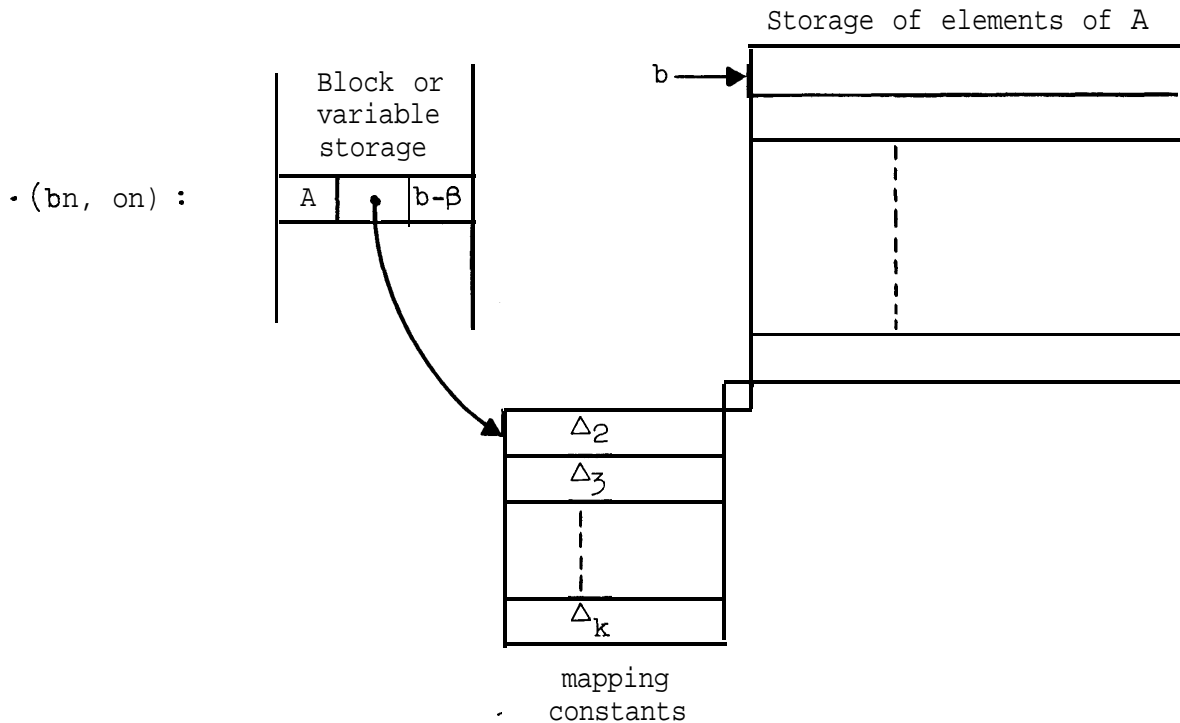 Storage of elements of A
Block or
variable
storage
b
(bn, on) :
A
b-β
Δ2
Δ3
Δk
mapping
constants